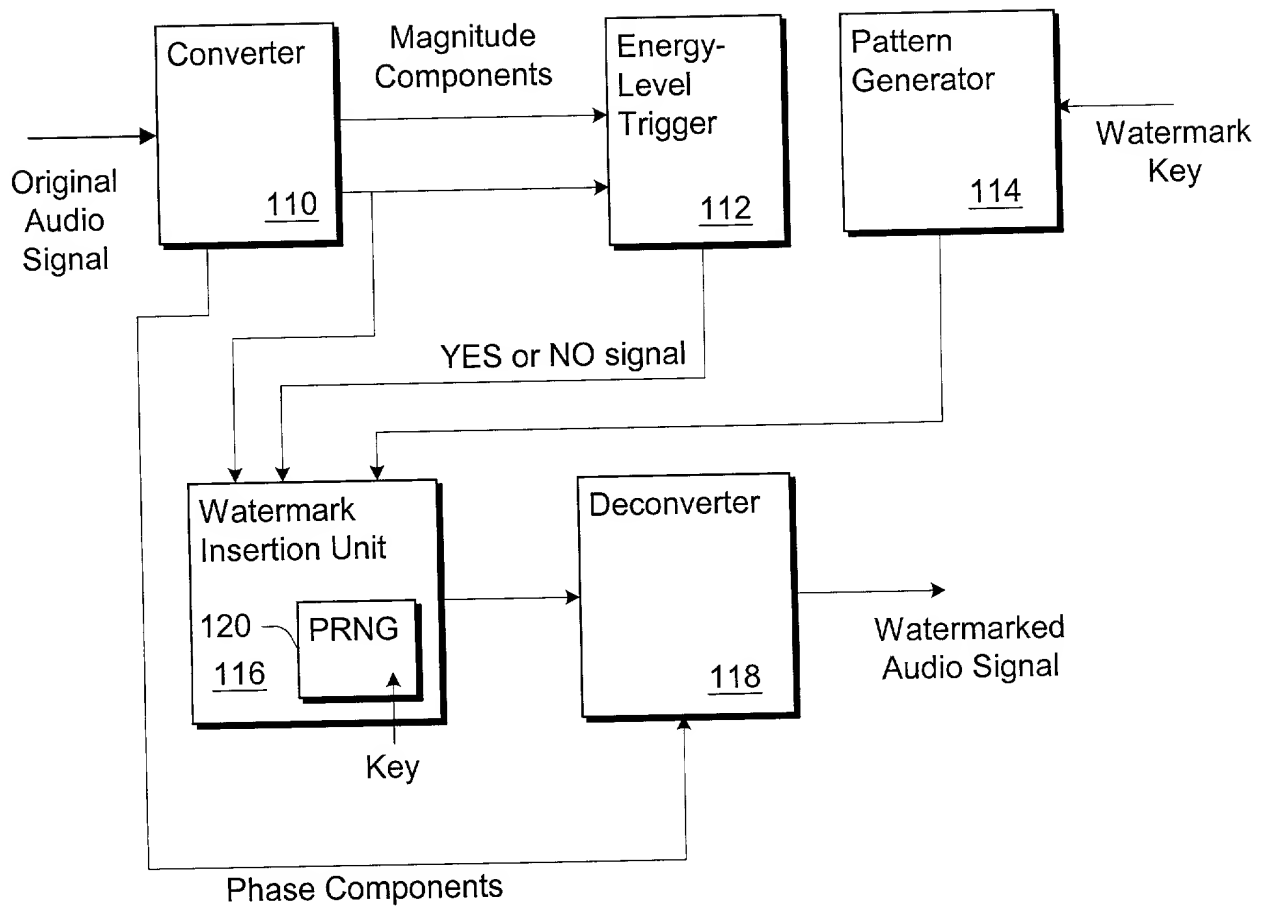 Converter
110
Magnitude
Components
Energy-
Level
Trigger
112
Pattern
Generator
114
Watermark
Key
Original
Audio
Signal
YES or NO signal
Watermark
Insertion Unit
120
PRNG
116
Key
Deconverter
118
Watermarked
Audio Signal
Phase Components